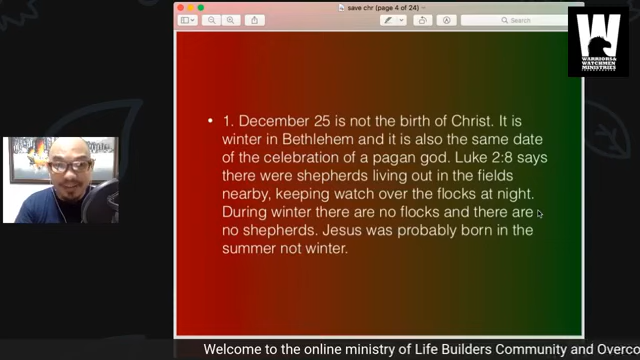 save chr (page 4 of 24)
Search
WARRIORS &
WATCHMEN
MINISTRIES
• 1. December 25 is not the birth of Christ. It is
winter in Bethlehem and it is also the same date
of the celebration of a pagan god. Luke 2:8 says
there were shepherds living out in the fields
nearby, keeping watch over the flocks at night.
During winter there are no flocks and there are
no shepherds. Jesus was probably born in the
summer not winter.
Welcome to the online ministry of Life Builders Community and Overco